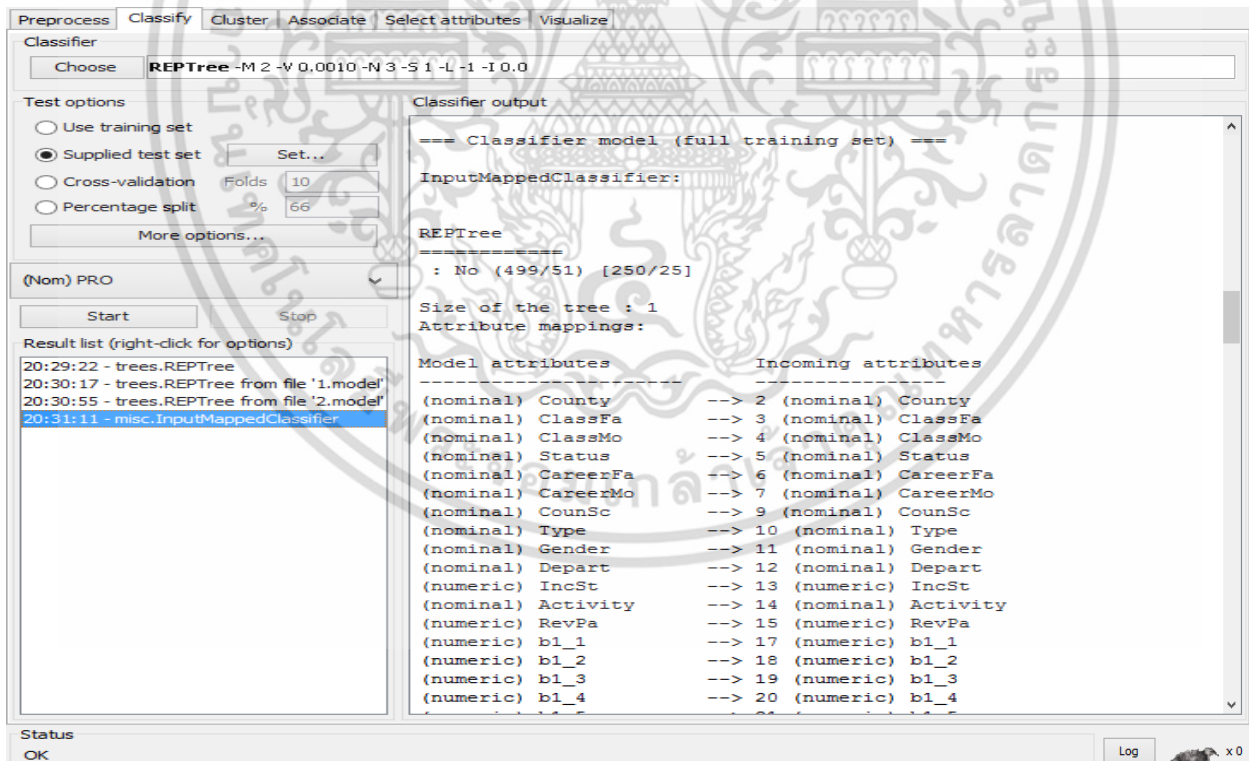 Preprocess Classify Cluster Associate Select attributes Visualize
Classifier
Choose REPTree -M 2 -V 0.0010 -N 3 -S 1 -L -1 -I 0.0
Test options
Use training set
Supplied test set Set...
Cross-validation Folds 10
Percentage split % 66
More options...
(Nom) PRO
Start Stop
Result list (right-click for options)
20:29:22 - trees.REPTree
20:30:17 - trees.REPTree from file '1.model'
20:30:55 - trees.REPTree from file '2.model'
20:31:11 - misc.InputMappedClassifier
Classifier output
=== Classifier model (full training set) ===
InputMappedClassifier:
REPTree
============
: No (499/51) [250/25]
Size of the tree : 1
Attribute mappings:
Model attributes Incoming attributes
---------------------- ----------------
(nominal) County --> 2 (nominal) County
(nominal) ClassFa --> 3 (nominal) ClassFa
(nominal) ClassMo --> 4 (nominal) ClassMo
(nominal) Status --> 5 (nominal) Status
(nominal) CareerFa --> 6 (nominal) CareerFa
(nominal) CareerMo --> 7 (nominal) CareerMo
(nominal) CounSc --> 9 (nominal) CounSc
(nominal) Type --> 10 (nominal) Type
(nominal) Gender --> 11 (nominal) Gender
(nominal) Depart --> 12 (nominal) Depart
(numeric) IncSt --> 13 (numeric) IncSt
(nominal) Activity --> 14 (nominal) Activity
(numeric) RevPa --> 15 (numeric) RevPa
(numeric) b1_1 --> 17 (numeric) b1_1
(numeric) b1_2 --> 18 (numeric) b1_2
(numeric) b1_3 --> 19 (numeric) b1_3
(numeric) b1_4 --> 20 (numeric) b1_4
Status
OK
Log x 0